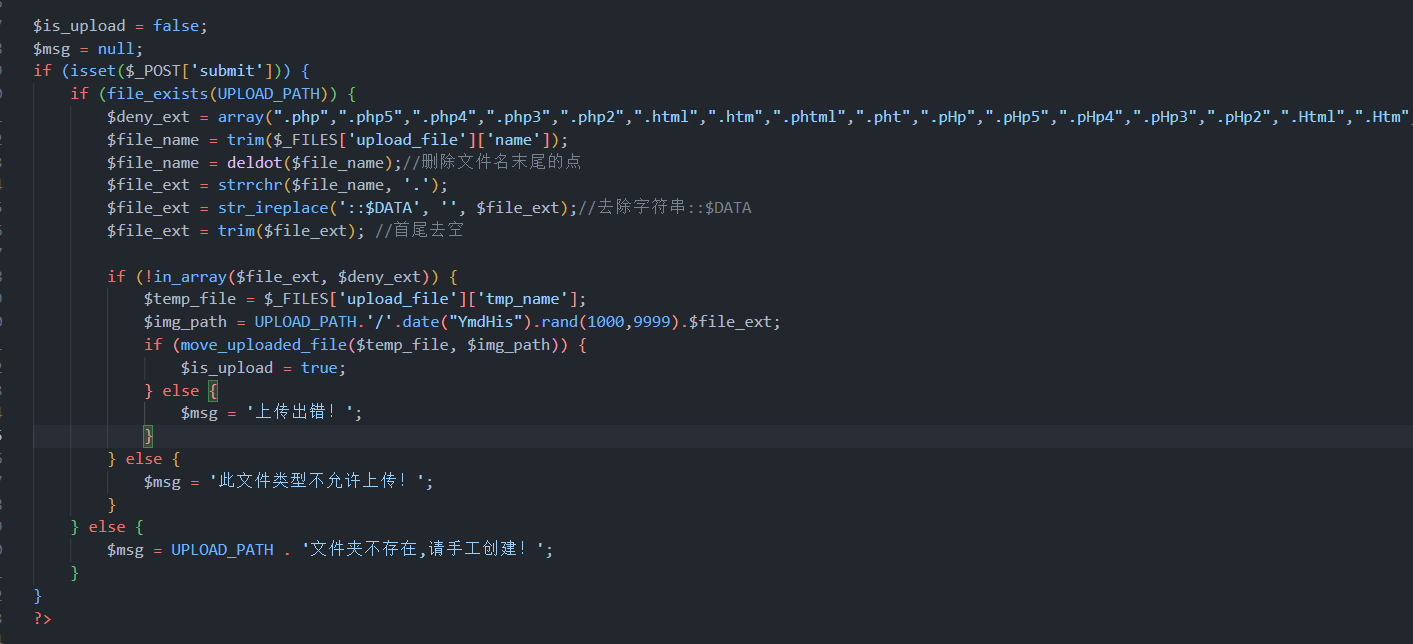 $is_upload = false;
$msg = null;
if (isset($_POST['submit'])) {
    if (file_exists(UPLOAD_PATH)) {
        $deny_ext = array(".php",".php5",".php4",".php3",".php2",".html",".htm",".phtml",".pht",".pHp",".pHp5",".pHp4",".pHp3",".pHp2",".Html",".Htm"
        $file_name = trim($_FILES['upload_file']['name']);
        $file_name = deldot($file_name);//删除文件名末尾的点
        $file_ext = strrchr($file_name, '.');
        $file_ext = str_ireplace('::$DATA', '', $file_ext);//去除字符串::$DATA
        $file_ext = trim($file_ext); //首尾去空
        if (!in_array($file_ext, $deny_ext)) {
            $temp_file = $_FILES['upload_file']['tmp_name'];
            $img_path = UPLOAD_PATH.'/'.date("YmdHis").rand(1000,9999).$file_ext;
            if (move_uploaded_file($temp_file, $img_path)) {
                $is_upload = true;
            } else {
                $msg = '上传出错！';
            }
        } else {
            $msg = '此文件类型不允许上传！';
        }
    } else {
        $msg = UPLOAD_PATH . '文件夹不存在,请手工创建！';
    }
}
?>